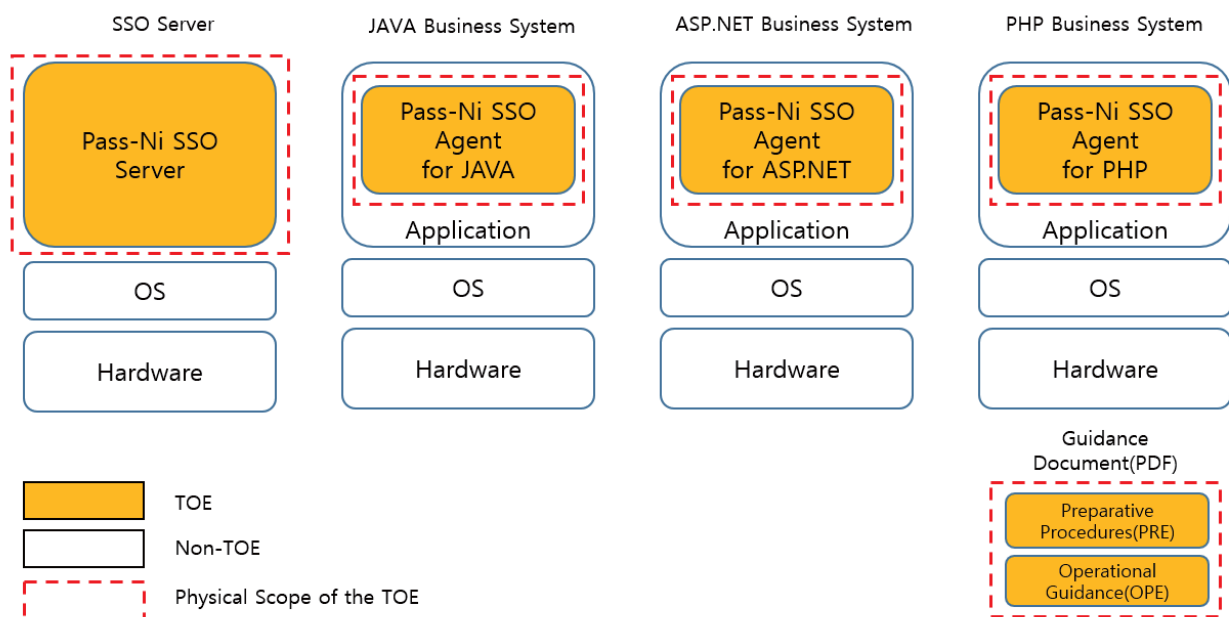 SSO Server
JAVA Business System
ASP.NET Business System
PHP Business System
Pass-Ni SSO
Server
Pass-Ni SSO
Agent
for JAVA
Pass-Ni SSO
Agent
for ASP.NET
Pass-Ni SSO
Agent
for PHP
Application
Application
Application
OS
OS
OS
OS
Hardware
Hardware
Hardware
Hardware
Guidance
Document(PDF)
Preparative
Procedures(PRE)
Operational
Guidance(OPE)
TOE
Non-TOE
Physical Scope of the TOE